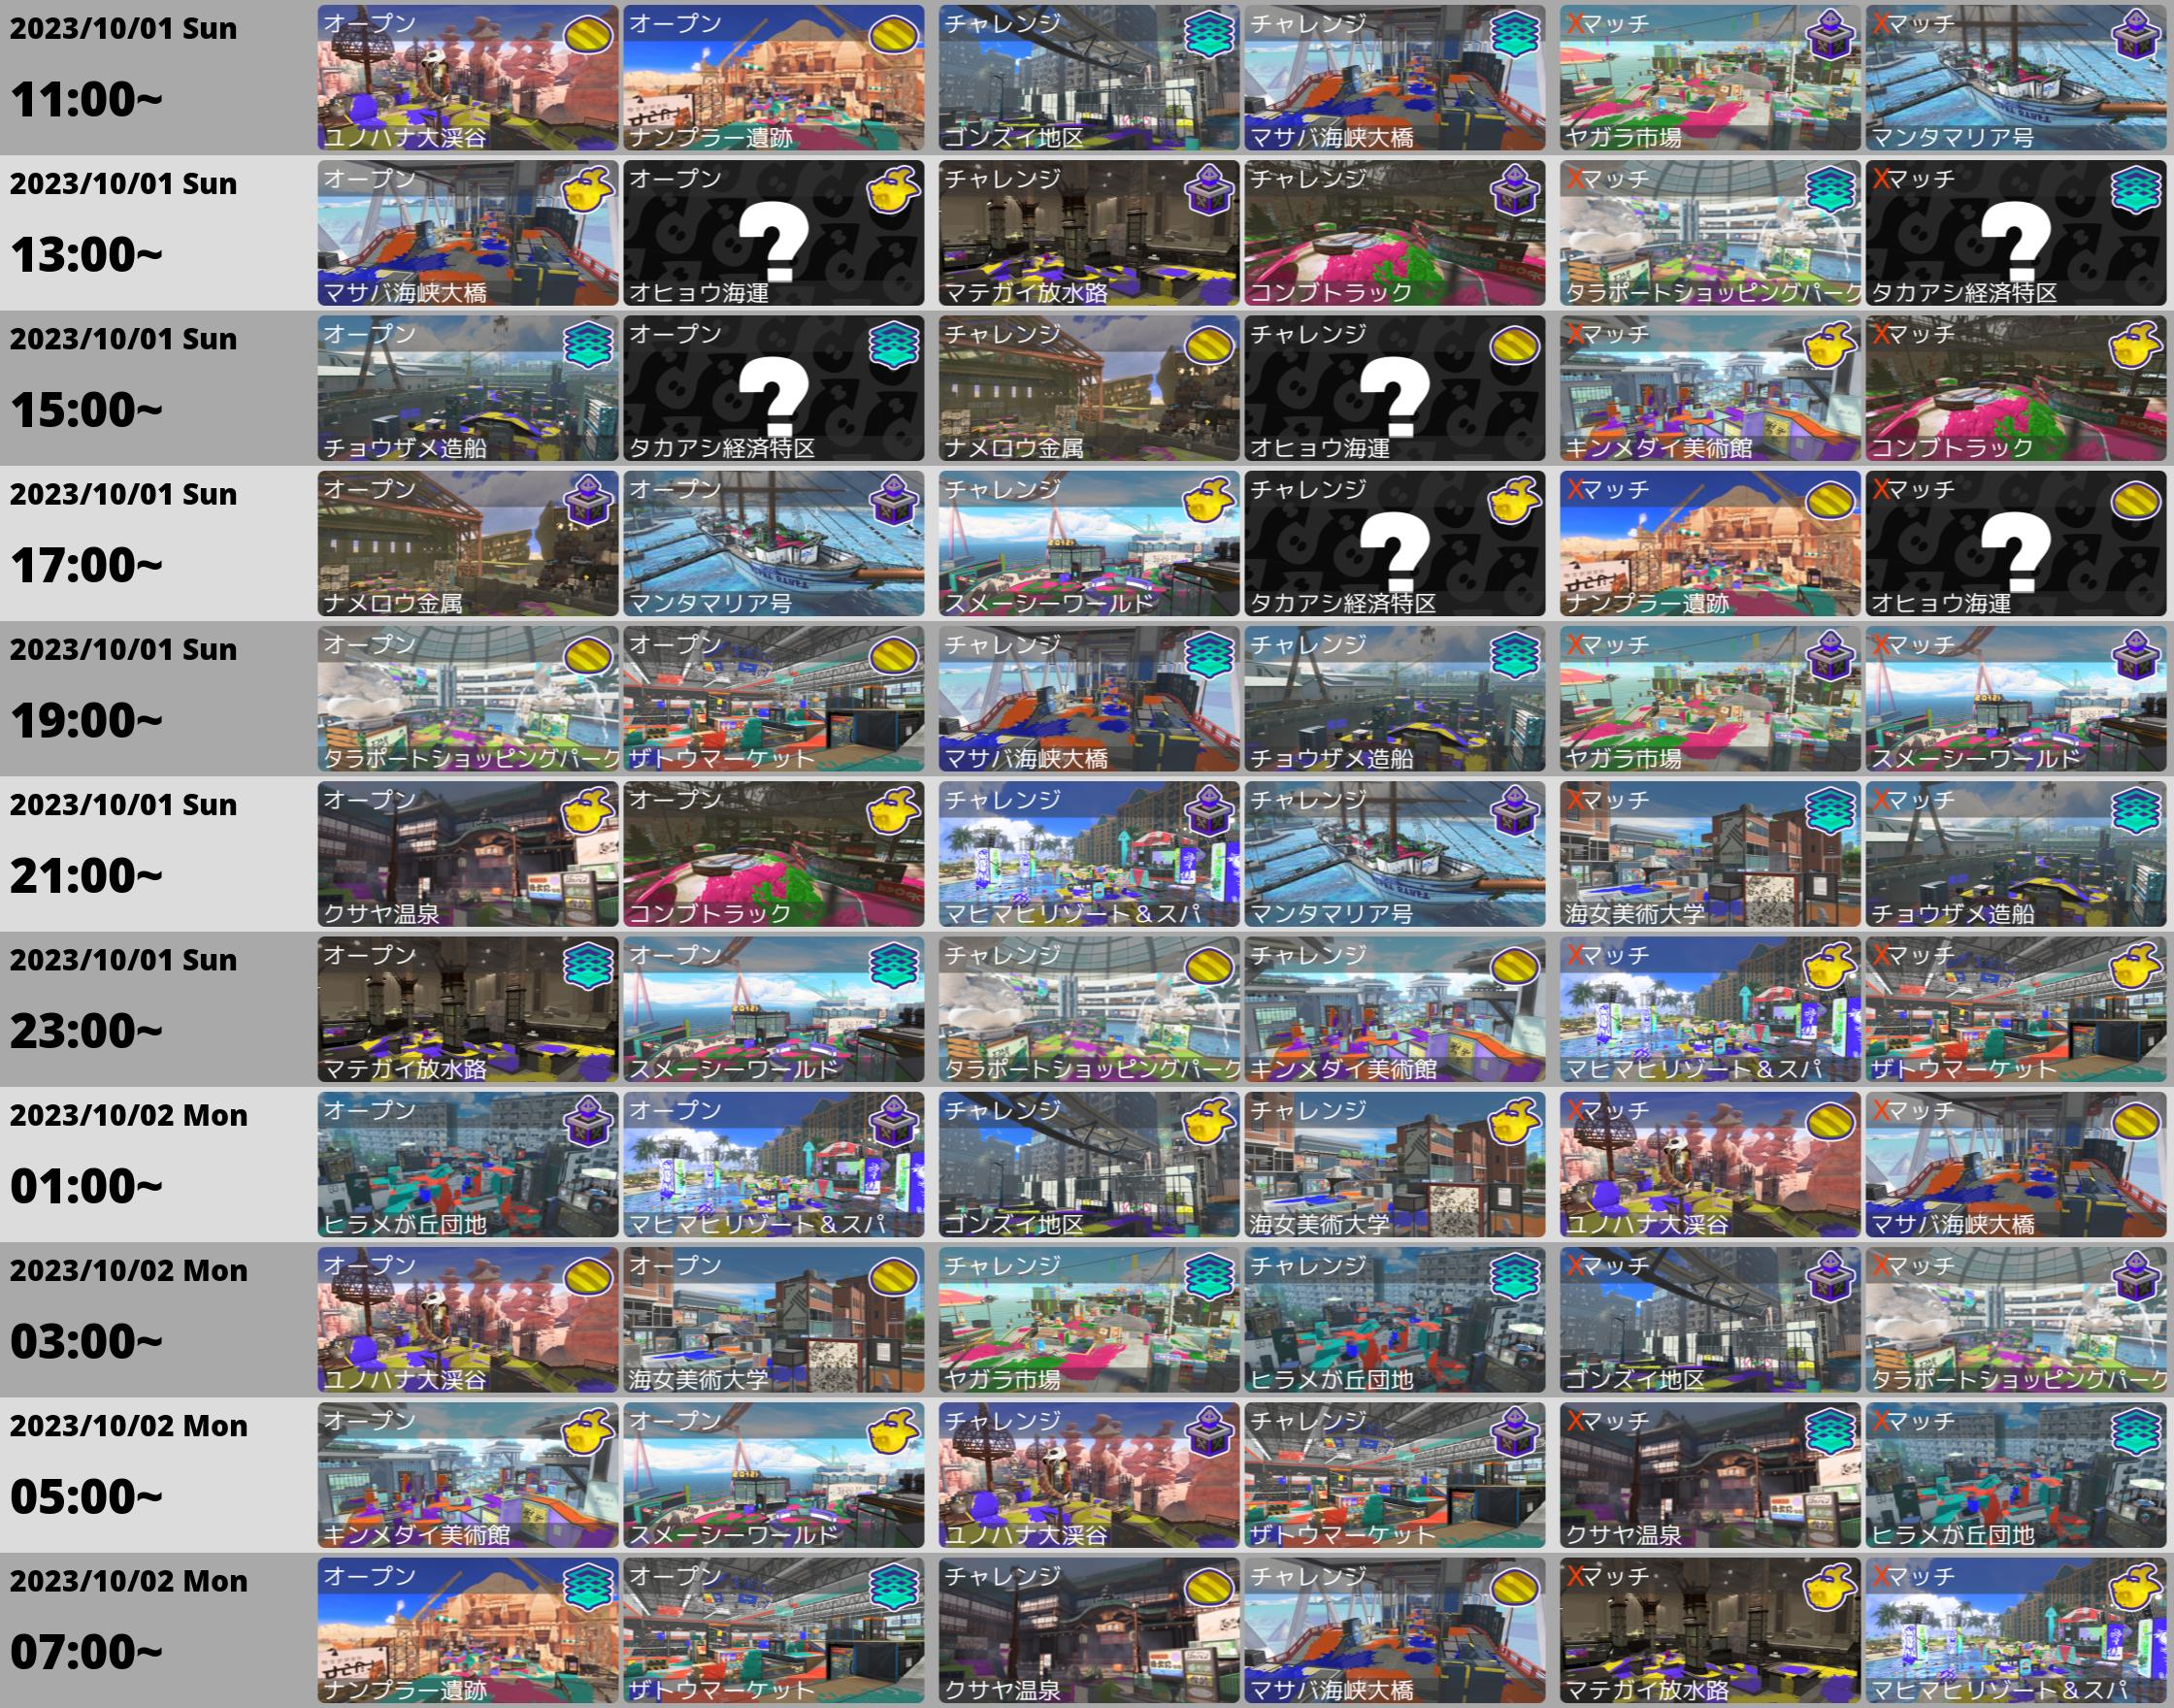 2023/10/01 Sun
11:00~
オープン
ユノハナ大渓谷
オープン
ナンプラー遺跡
チャレンジ
ゴンズイ地区
チャレンジ
マサバ海峡大橋
Xマッチ
ヤガラ市場
Xマッチ
マンタマリア号
2023/10/01 Sun
13:00~
オープン
マサバ海峡大橋
オープン
?
オヒョウ海運
チャレンジ
マテガイ放水路
チャレンジ
コンブトラック
Xマッチ
タラポートショッピングパーク
Xマッチ
?
タカアシ経済特区
2023/10/01 Sun
15:00~
オープン
チョウザメ造船
オープン
?
タカアシ経済特区
チャレンジ
ナメロウ金属
チャレンジ
?
オヒョウ海運
Xマッチ
キンメダイ美術館
Xマッチ
コンブトラック
2023/10/01 Sun
17:00~
オープン
ナメロウ金属
オープン
マンタマリア号
チャレンジ
スメーシーワールド
チャレンジ
?
タカアシ経済特区
Xマッチ
ナンプラー遺跡
Xマッチ
?
オヒョウ海運
2023/10/01 Sun
19:00~
オープン
タラポートショッピングパーク
オープン
ザトウマーケット
チャレンジ
マサバ海峡大橋
チャレンジ
チョウザメ造船
Xマッチ
ヤガラ市場
Xマッチ
スメーシーワールド
2023/10/01 Sun
21:00~
オープン
クサヤ温泉
オープン
コンブトラック
チャレンジ
マヒマヒリゾート＆スパ
チャレンジ
マンタマリア号
Xマッチ
海女美術大学
Xマッチ
チョウザメ造船
2023/10/01 Sun
23:00~
オープン
マテガイ放水路
オープン
スメーシーワールド
チャレンジ
タラポートショッピングパーク
チャレンジ
キンメダイ美術館
Xマッチ
マヒマヒリゾート＆スパ
Xマッチ
ザトウマーケット
2023/10/02 Mon
01:00~
オープン
ヒラメが丘団地
オープン
マヒマヒリゾート＆スパ
チャレンジ
ゴンズイ地区
チャレンジ
海女美術大学
Xマッチ
ユノハナ大渓谷
Xマッチ
マサバ海峡大橋
2023/10/02 Mon
03:00~
オープン
ユノハナ大渓谷
オープン
海女美術大学
チャレンジ
ヤガラ市場
チャレンジ
ヒラメが丘団地
Xマッチ
ゴンズイ地区
Xマッチ
タラポートショッピングパーク
2023/10/02 Mon
05:00~
オープン
キンメダイ美術館
オープン
スメーシーワールド
チャレンジ
ユノハナ大渓谷
チャレンジ
ザトウマーケット
Xマッチ
クサヤ温泉
Xマッチ
ヒラメが丘団地
2023/10/02 Mon
07:00~
オープン
ナンプラー遺跡
オープン
ザトウマーケット
チャレンジ
クサヤ温泉
チャレンジ
マサバ海峡大橋
Xマッチ
マテガイ放水路
Xマッチ
マヒマヒリゾート＆スパ